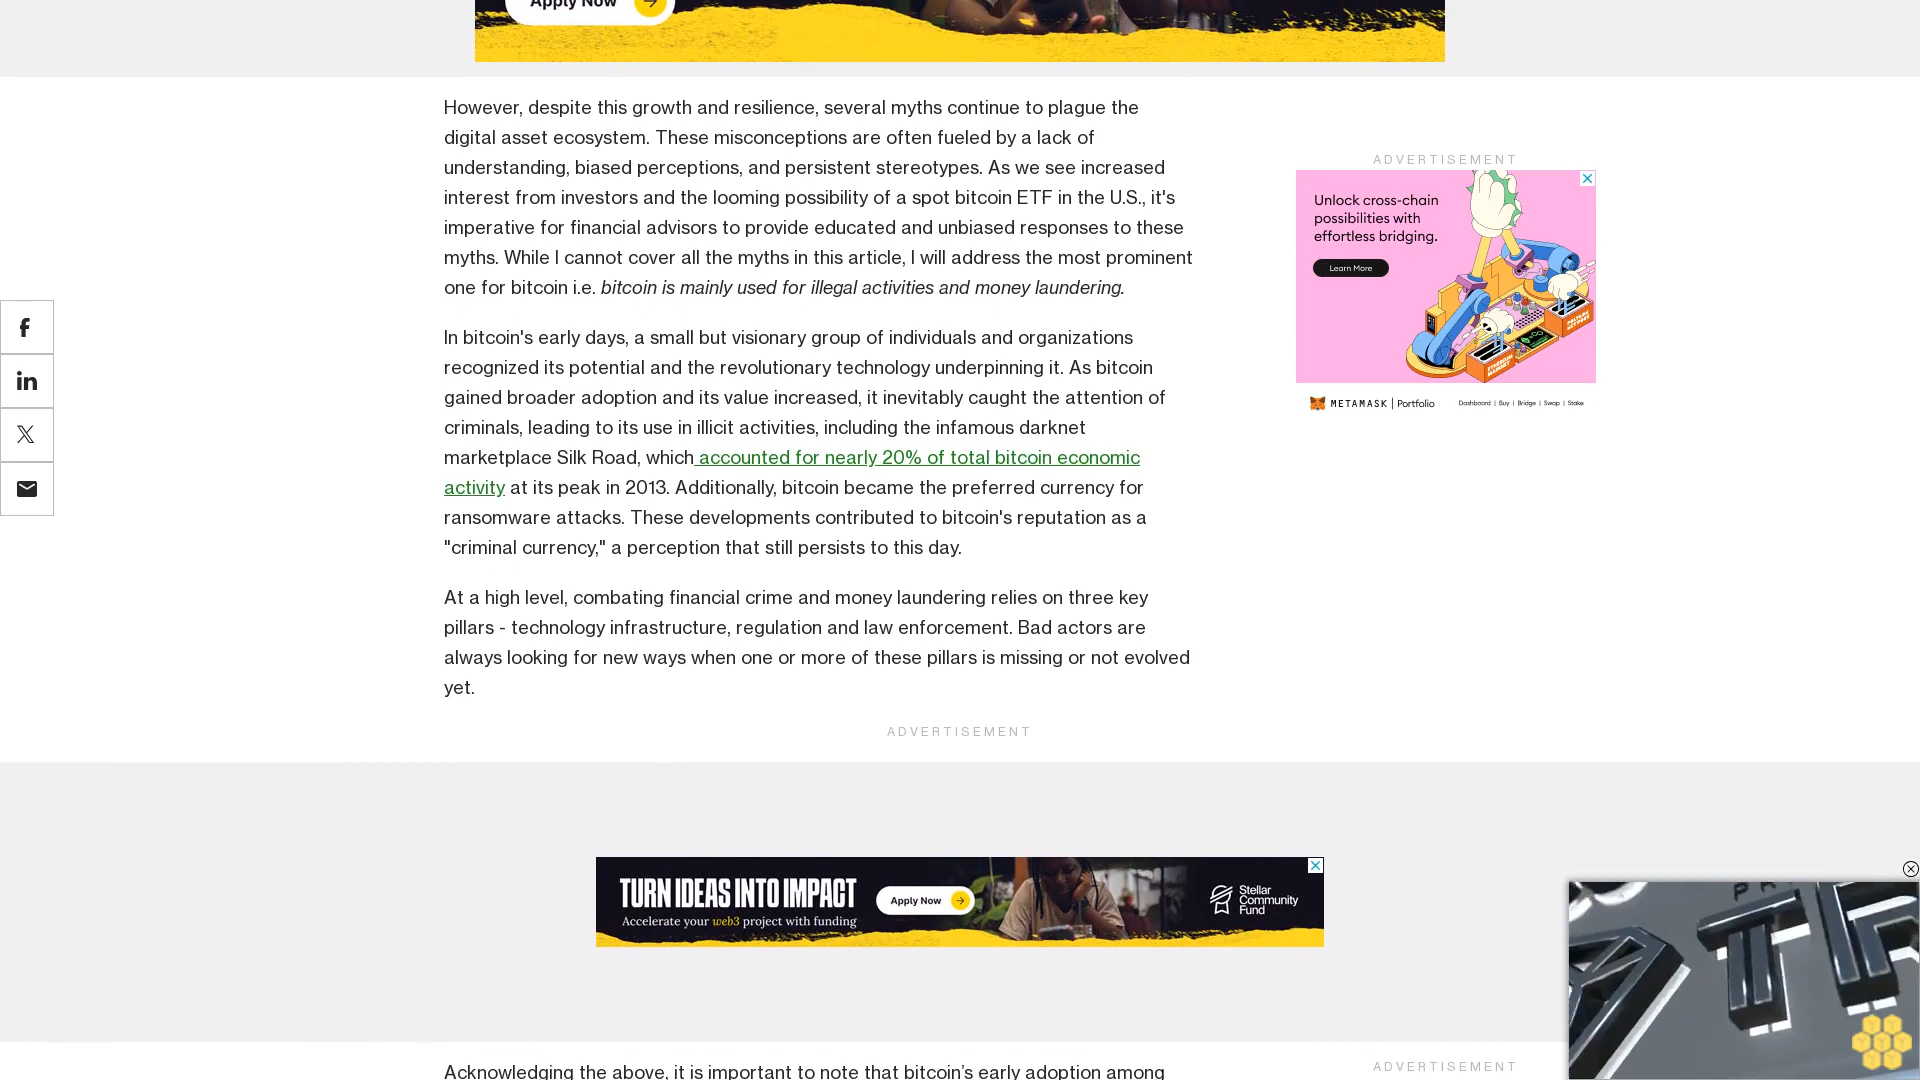 Apply Now
However, despite this growth and resilience, several myths continue to plague the
digital asset ecosystem. These misconceptions are often fueled by a lack of
understanding, biased perceptions, and persistent stereotypes. As we see increased
interest from investors and the looming possibility of a spot bitcoin ETF in the U.S., it's
imperative for financial advisors to provide educated and unbiased responses to these
myths. While I cannot cover all the myths in this article, I will address the most prominent
one for bitcoin i.e. bitcoin is mainly used for illegal activities and money laundering.
In bitcoin's early days, a small but visionary group of individuals and organizations
recognized its potential and the revolutionary technology underpinning it. As bitcoin
gained broader adoption and its value increased, it inevitably caught the attention of
criminals, leading to its use in illicit activities, including the infamous darknet
marketplace Silk Road, which accounted for nearly 20% of total bitcoin economic
activity at its peak in 2013. Additionally, bitcoin became the preferred currency for
ransomware attacks. These developments contributed to bitcoin's reputation as a
"criminal currency," a perception that still persists to this day.
At a high level, combating financial crime and money laundering relies on three key
pillars - technology infrastructure, regulation and law enforcement. Bad actors are
always looking for new ways when one or more of these pillars is missing or not evolved
yet.
ADVERTISEMENT
Unlock cross-chain
possibilities with
effortless bridging.
Learn More
METAMASK | Portfolio
Dashboard | Buy | Bridge | Swap | Stake
ADVERTISEMENT
TURN IDEAS INTO IMPACT
Accelerate your web3 project with funding
Apply Now
Stellar
Community
Fund
Acknowledging the above, it is important to note that bitcoin's early adoption among
ADVERTISEMENT